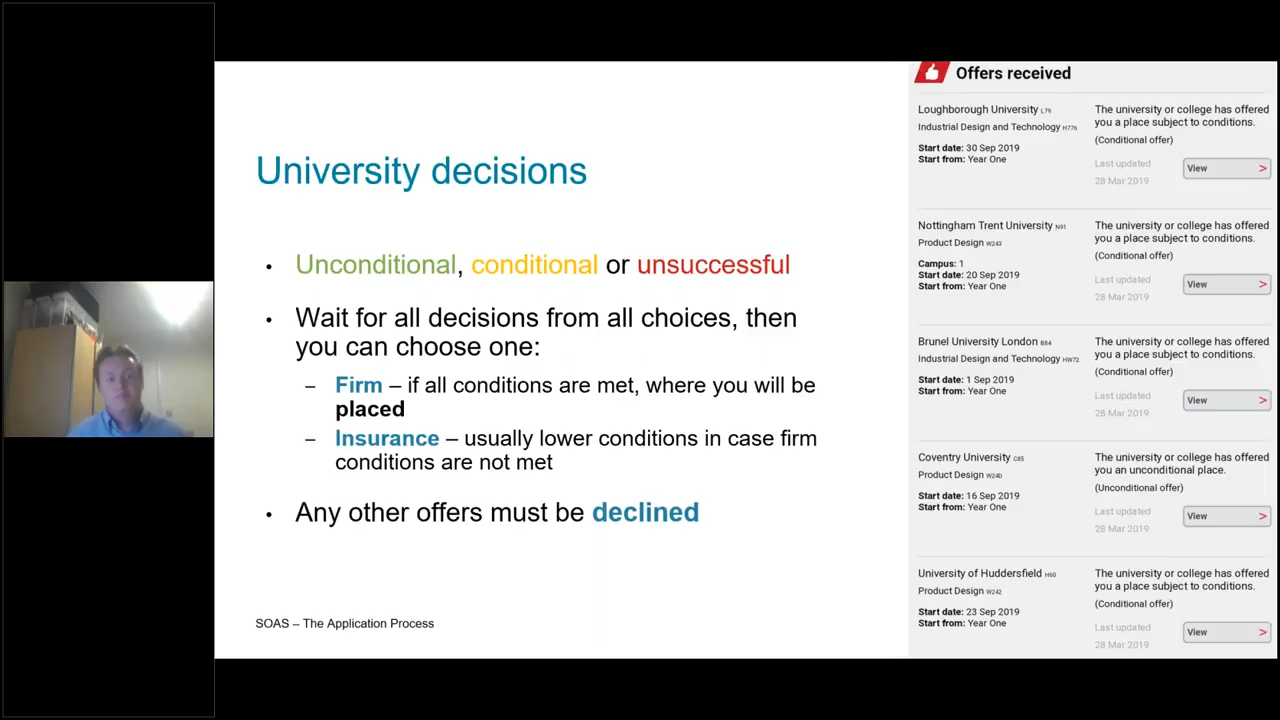 University decisions
• Unconditional, conditional or unsuccessful
• Wait for all decisions from all choices, then
you can choose one:
– Firm – if all conditions are met, where you will be
placed
– Insurance – usually lower conditions in case firm
conditions are not met
• Any other offers must be declined
SOAS – The Application Process
Offers received
Loughborough University L79
Industrial Design and Technology H776
Start date: 30 Sep 2019
Start from: Year One
The university or college has offered
you a place subject to conditions.
(Conditional offer)
Last updated
28 Mar 2019
View >
Nottingham Trent University N91
Product Design W243
Campus: 1
Start date: 20 Sep 2019
Start from: Year One
The university or college has offered
you a place subject to conditions.
(Conditional offer)
Last updated
28 Mar 2019
View >
Brunel University London B84
Industrial Design and Technology HW72
Start date: 1 Sep 2019
Start from: Year One
The university or college has offered
you a place subject to conditions.
(Conditional offer)
Last updated
28 Mar 2019
View >
Coventry University C85
Product Design W24D
Start date: 16 Sep 2019
Start from: Year One
The university or college has offered
you an unconditional place.
(Unconditional offer)
Last updated
28 Mar 2019
View >
University of Huddersfield H60
Product Design W242
Start date: 23 Sep 2019
Start from: Year One
The university or college has offered
you a place subject to conditions.
(Conditional offer)
Last updated
28 Mar 2019
View >